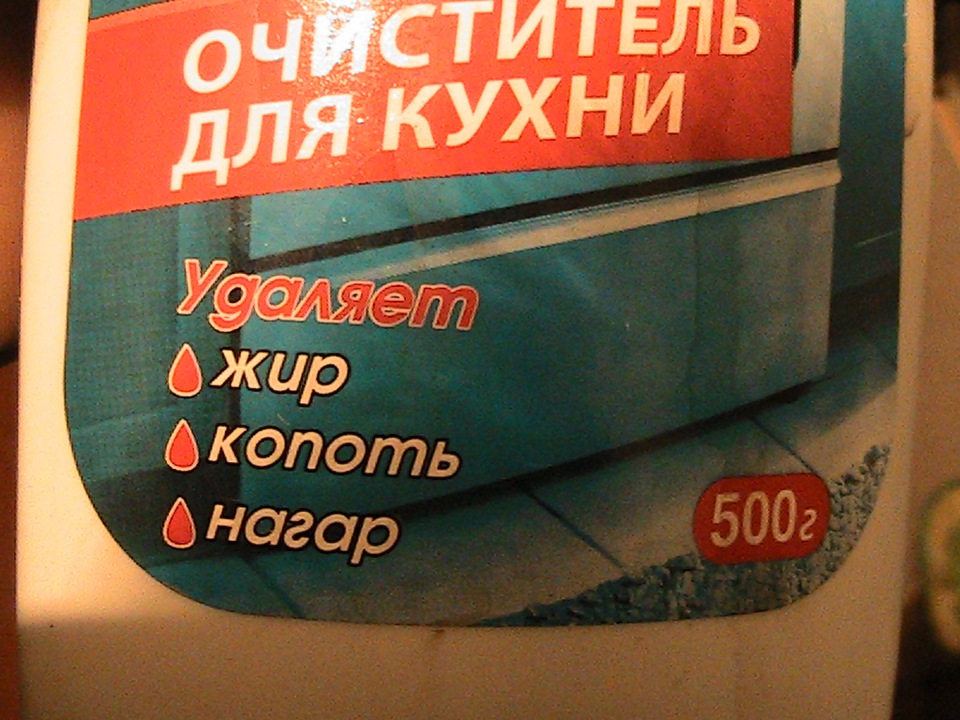 ОЧИСТИТЕЛЬ
ДЛЯ КУХНИ
Удаляет
жир
копоть
нагар
500г